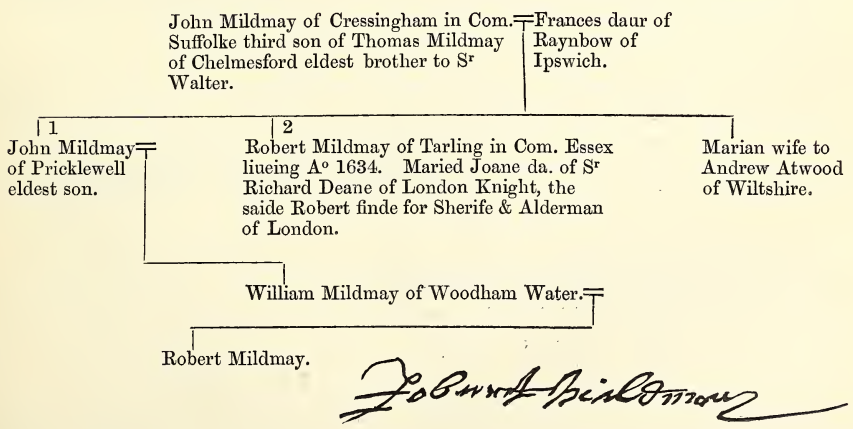 John Mildmay of Cressingham in Com.
Suffolke third son of Thomas Mildmay
of Chelmesford eldest brother to Sʳ
Walter.
Frances daur of
Raynbow of
Ipswich.
1
John Mildmay
of Pricklewell
eldest son.
2
Robert Mildmay of Tarling in Com. Essex
liueing Aº 1634. Maried Joane da. of Sʳ
Richard Deane of London Knight, the
saide Robert finde for Sherife & Alderman
of London.
Marian wife to
Andrew Atwood
of Wiltshire.
William Mildmay of Woodham Water.
Robert Mildmay.